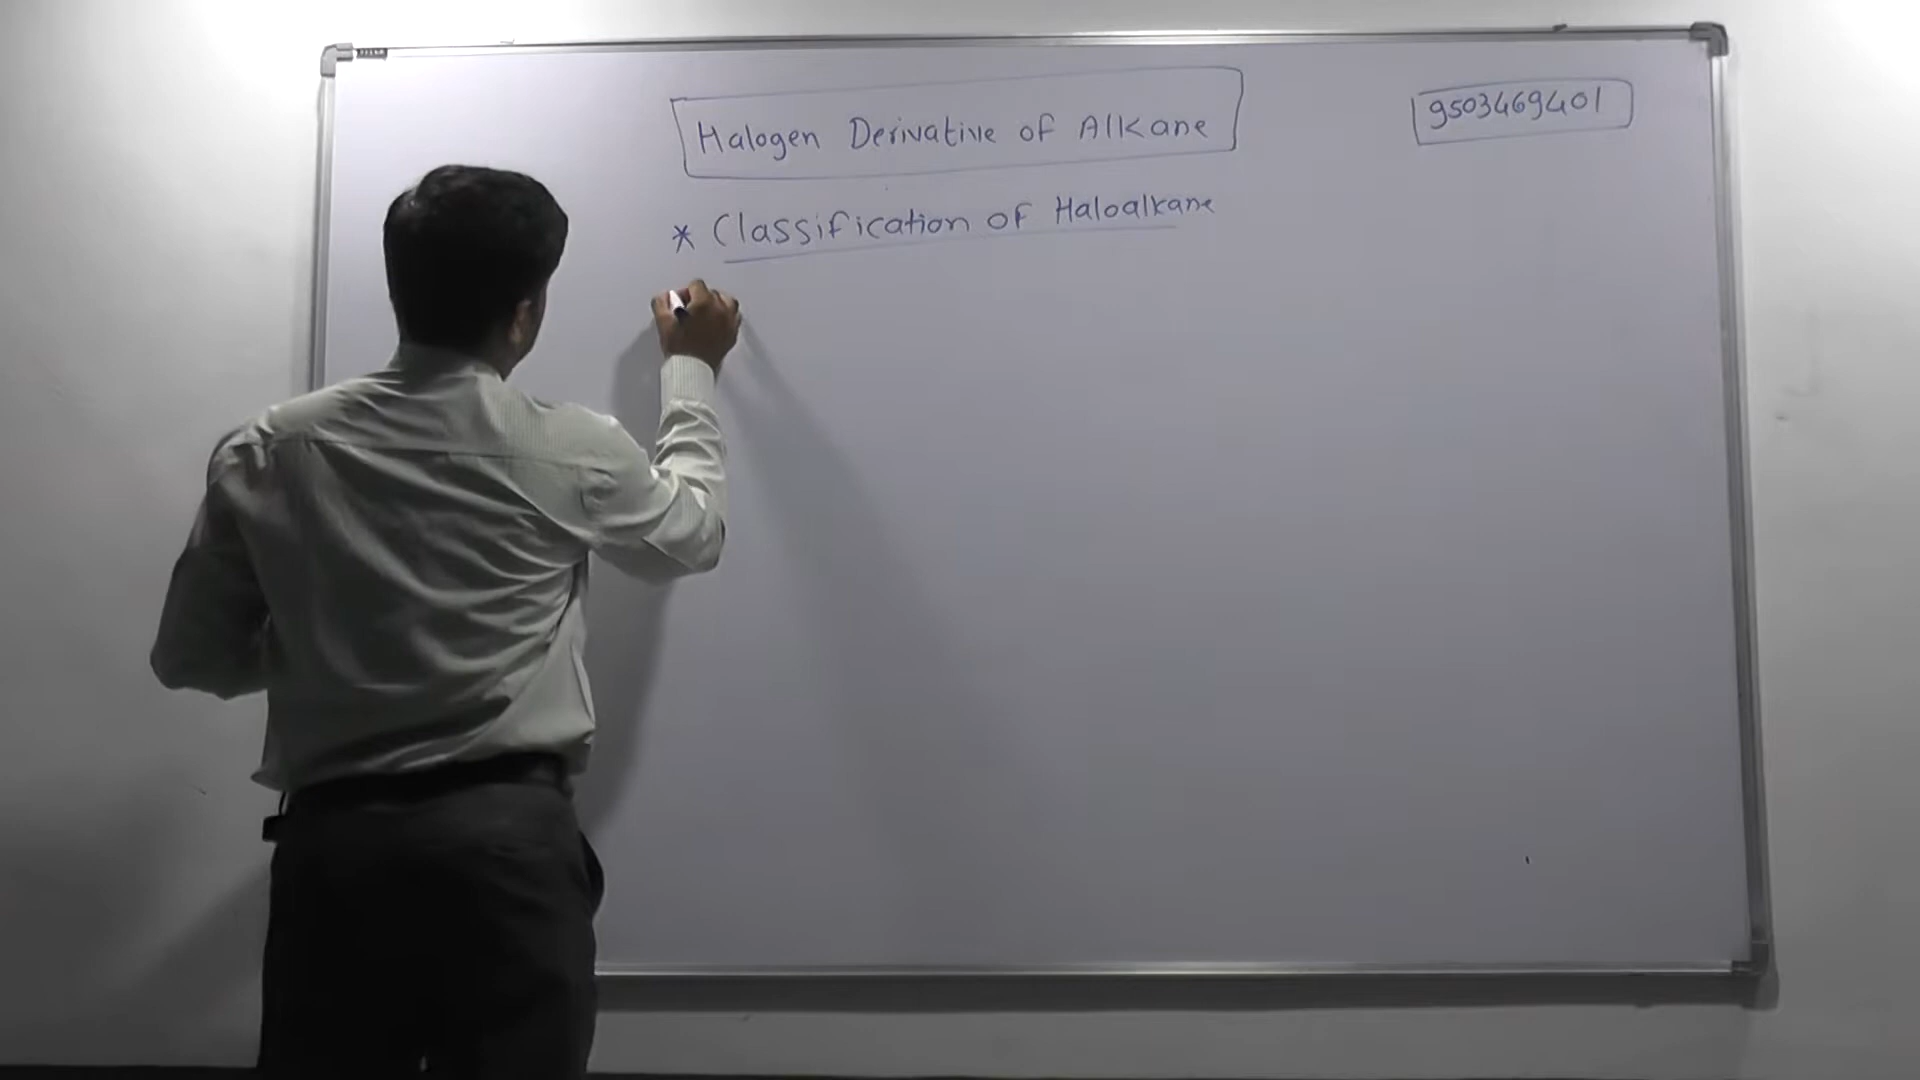 Halogen Derivative of Alkane
9503469401
* Classification of Haloalkane